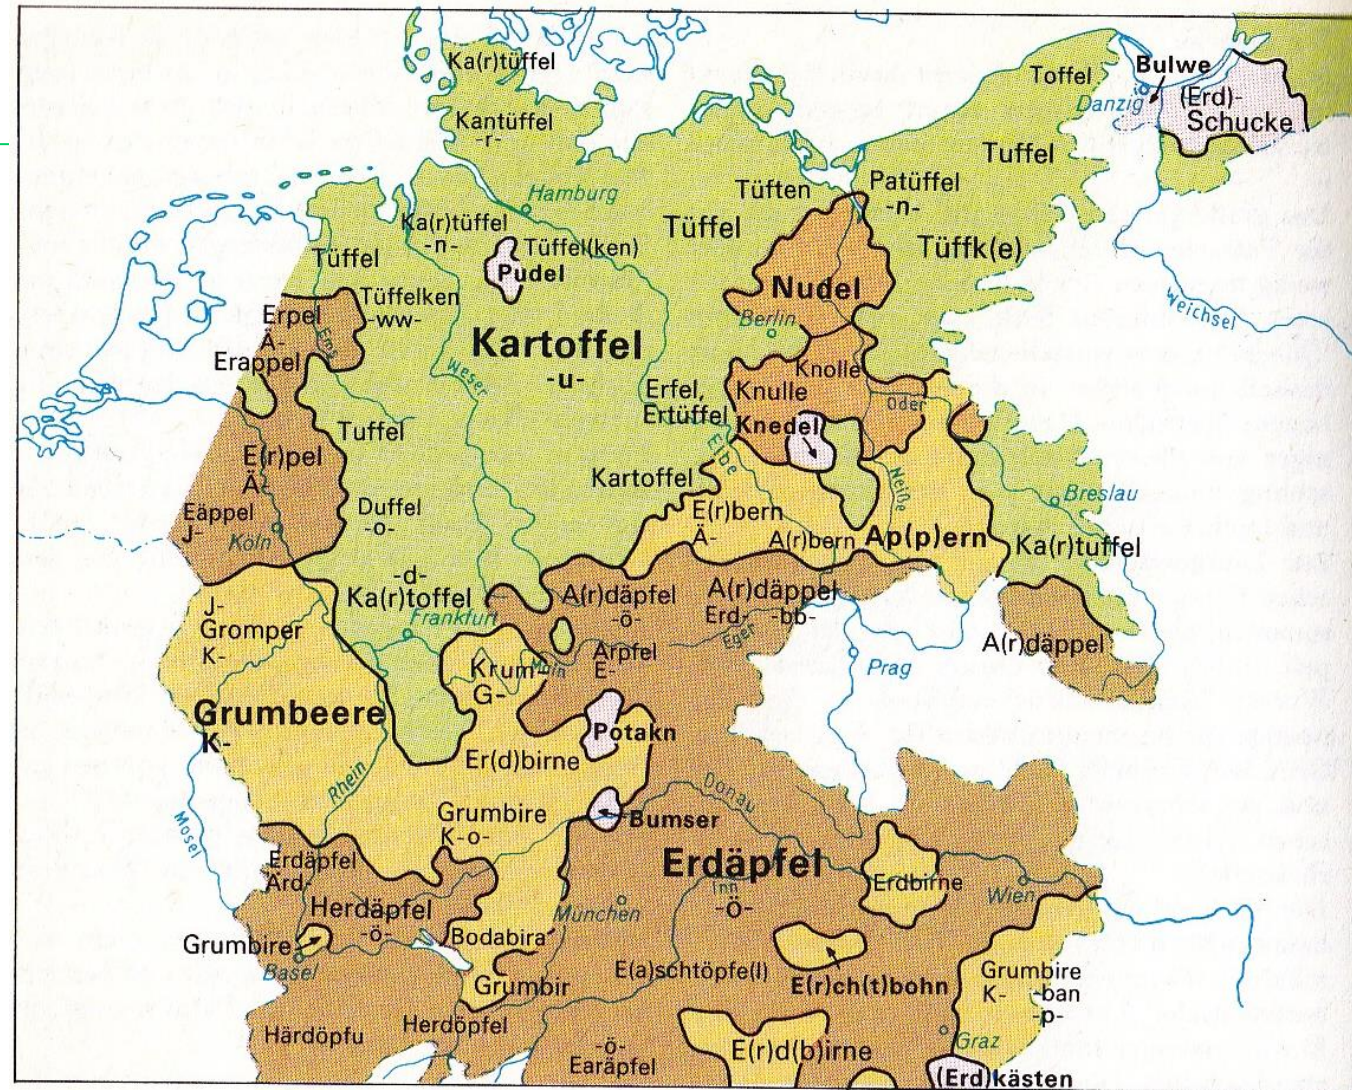 Ka(r)tüffel
Toffel
Bulwe
Danzig
(Erd)-
Schucke
Kantüffel
-r-
Tuffel
Hamburg
Tüften
Patüffel
-n-
Ka(r)tüffel
-n-
Tüffel
Tüffel(ken)
Tüffk(e)
Tüffel
Pudel
Nudel
Tüffelken
-ww-
Erpel
Ä-
Ems
Weichsel
Berlin
Kartoffel
-u-
Erappel
Weser
Knolle
Knulle
Erfel,
Ertüffel
Oder
Knedel
Tuffel
Elbe
E(r)pel
Ä-
Kartoffel
Neiße
Breslau
Eäppel
J-
Duffel
-o-
E(r)bern
Ä-
A(r)bern
Ap(p)ern
Köln
Ka(r)tuffel
-d-
Ka(r)toffel
A(r)däpfel
-ö-
A(r)däppel
Erd-
-bb-
J-
Gromper
K-
Frankfurt
Eger
A(r)däppel
Krum-
G-
Main
Arpfel
E-
Prag
Grumbeere
K-
Potakn
Er(d)birne
Rhein
Donau
Mosel
Grumbire
K-o-
Bumser
Erdäpfel
Ard-
Erdäpfel
-Ö-
Erdbirne
Inn
Wien
Herdäpfel
-ö-
München
Grumbire
Basel
Bodabira
Grumbir
E(a)schtöpfe(l)
E(r)ch(t)bohn
Grumbire
K-
-ban
-p-
Härdöpfu
Herdöpfel
-ö-
Earäpfel
E(r)d(b)irne
Graz
(Erd)kästen